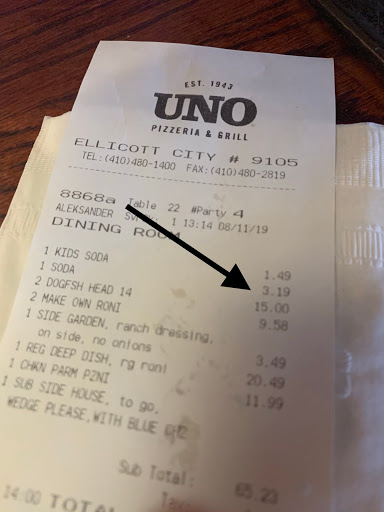 EST. 1943
UNO
PIZZERIA & GRILL
ELLICOTT CITY # 9105
TEL:(410)480-1400 FAX:(410)480-2819
8868a Table 22 #Party 4
ALEKSANDER 1 13:14 08/11/19
DINING ROOM
1 KIDS SODA 1.49
1 SODA 3.19
2 DOGFSH HEAD 14 15.00
2 MAKE OWN RONI 9.58
1 SIDE GARDEN, ranch dressing,
on side, no onions 3.49
1 REG DEEP DISH, rg roni 20.49
1 CHKN PARM P2NI 11.99
1 SUB SIDE HOUSE, to go,
WEDGE PLEASE,WITH BLUE CHZ
Sub Total: 65.23
14:00 TOTAL